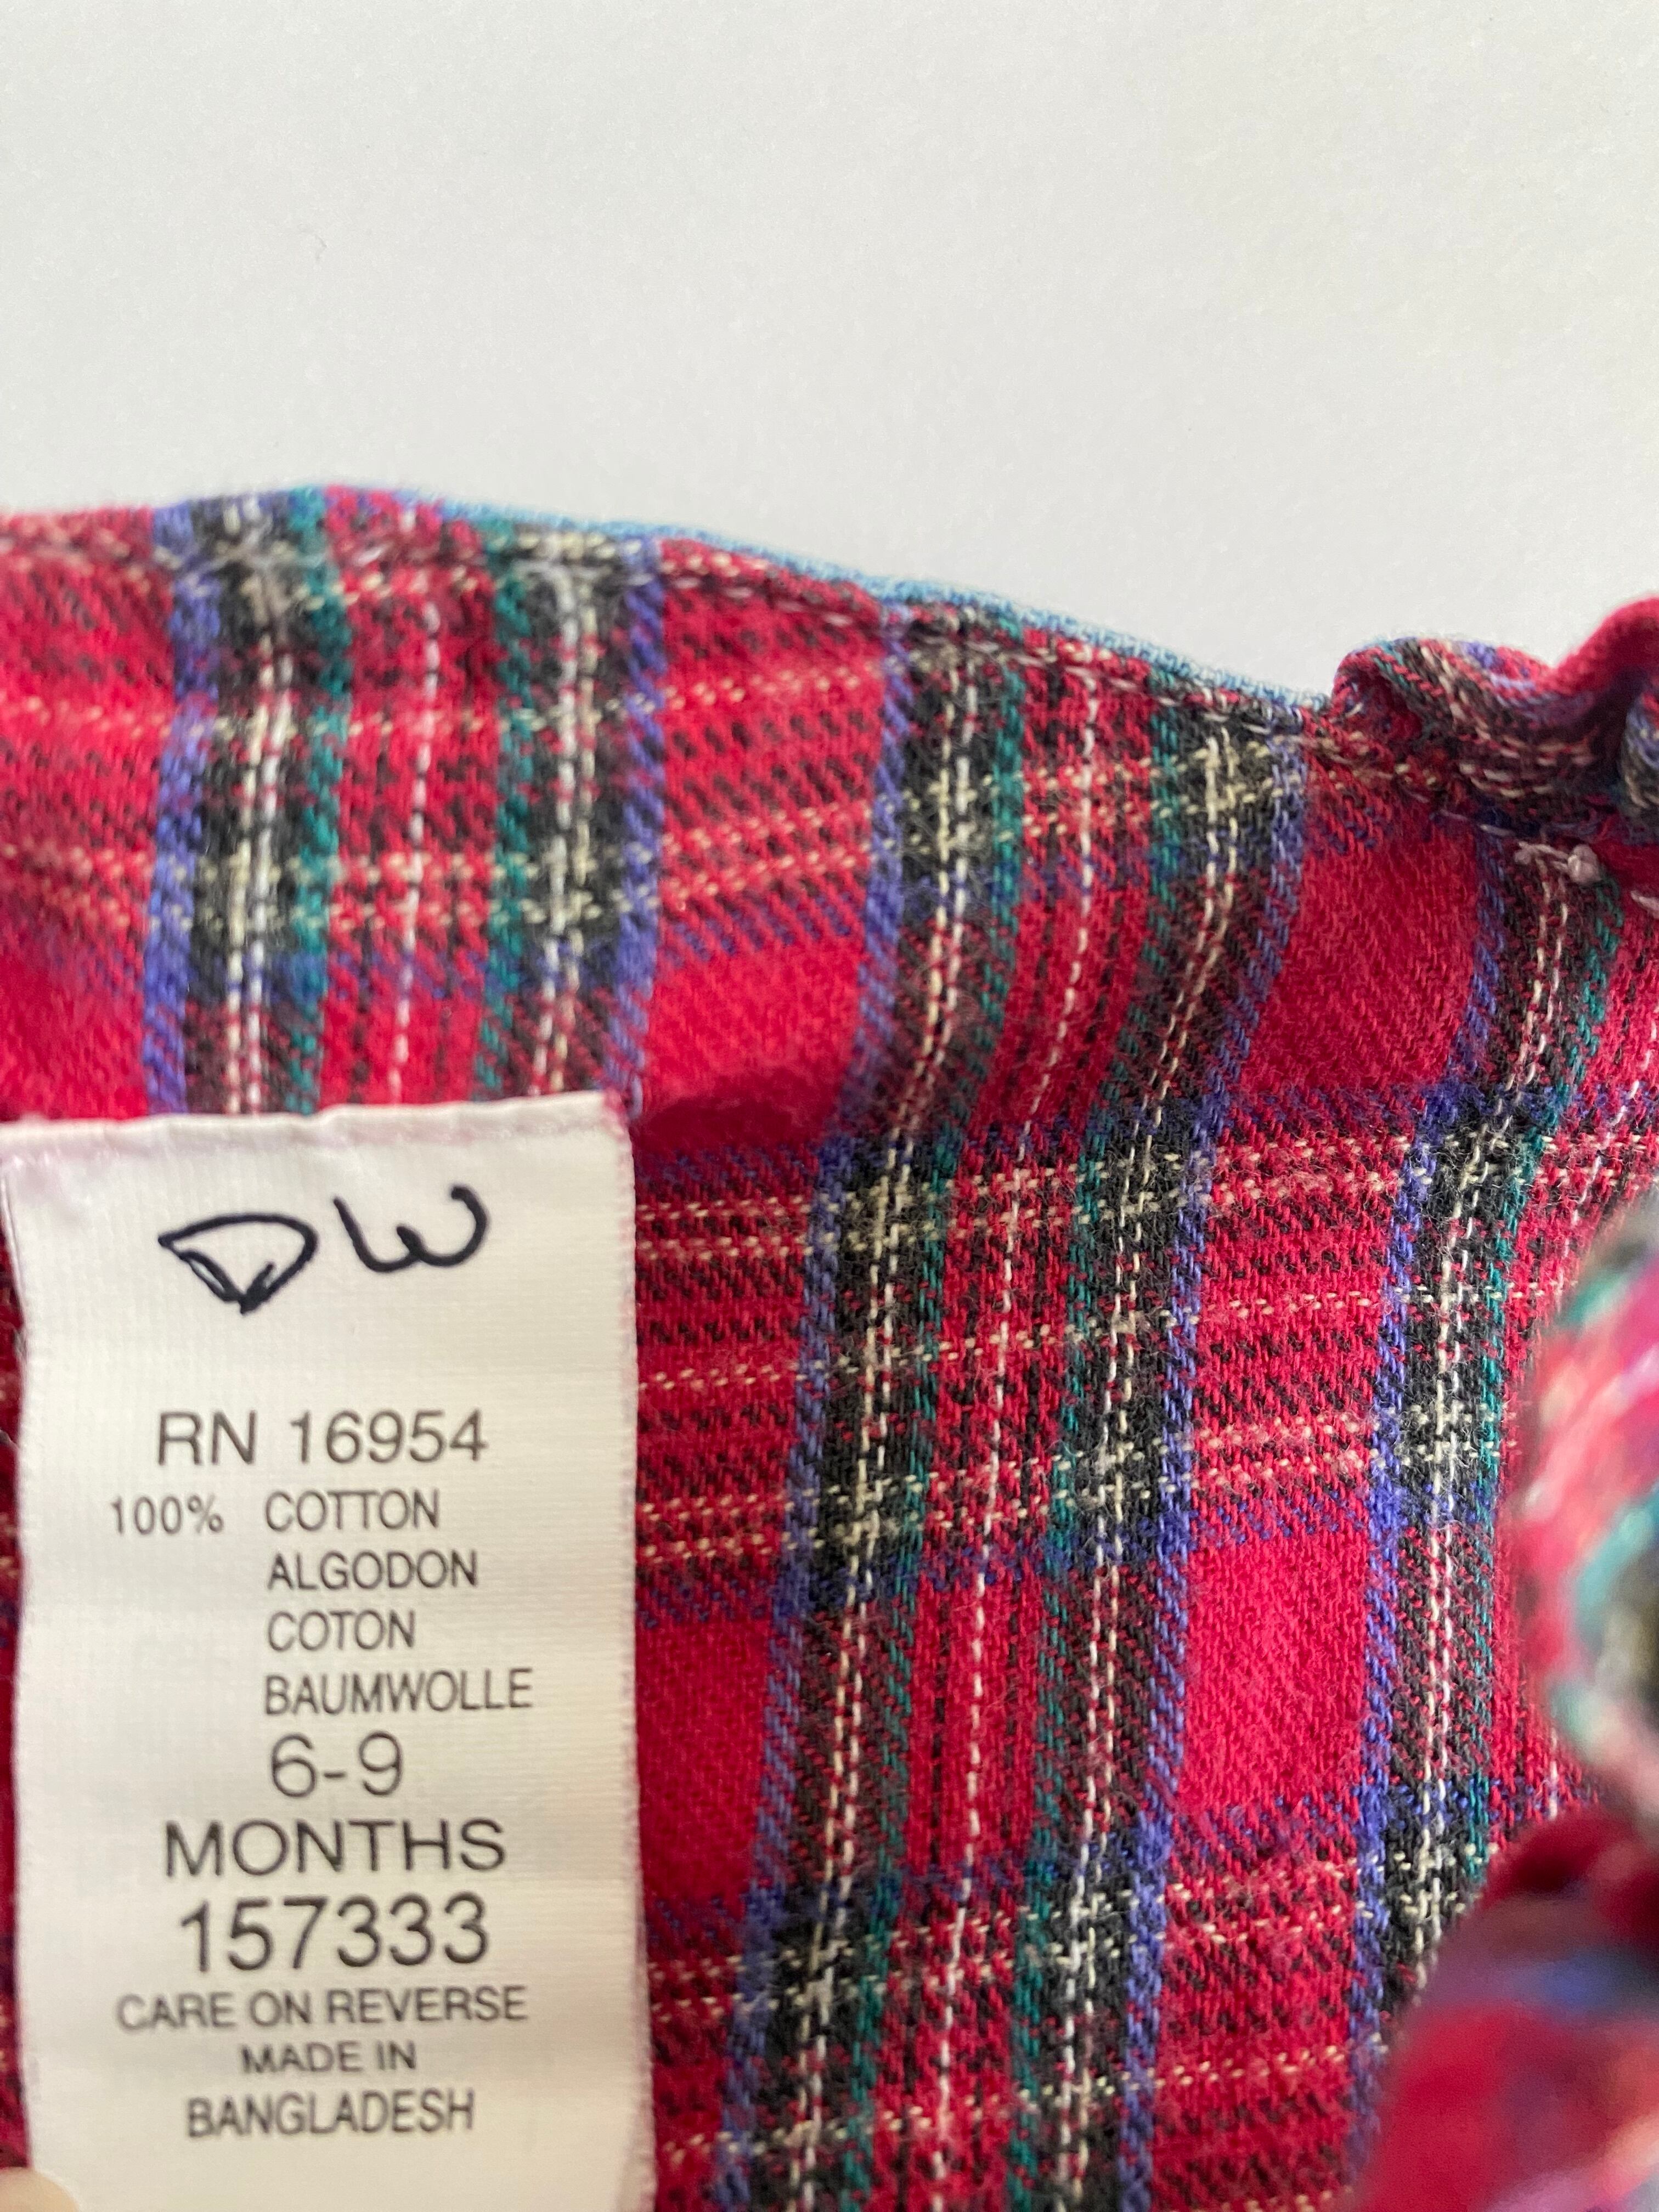 DW
RN 16954
100% COTTON
ALGODON
COTON
BAUMWOLLE
6-9
MONTHS
157333
CARE ON REVERSE
MADE IN
BANGLADESH